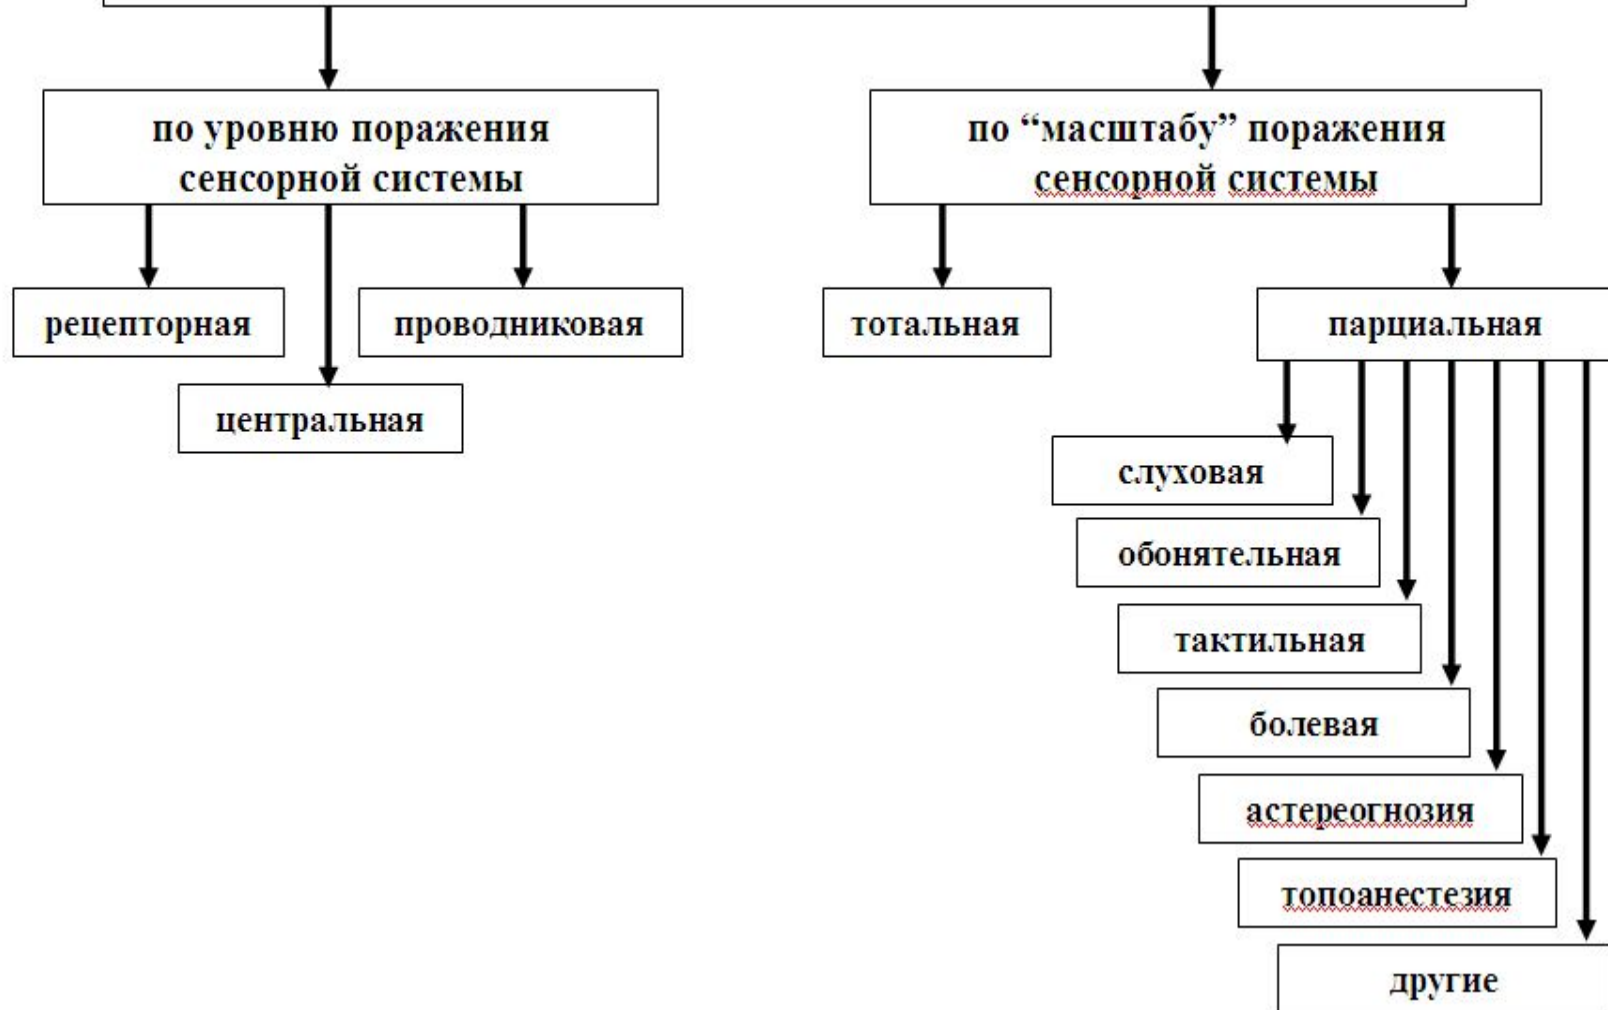 по уровню поражения
сенсорной системы
по “масштабу” поражения
сенсорной системы
рецепторная
проводниковая
центральная
тотальная
парциальная
слуховая
обонятельная
тактильная
болевая
астереогнозия
топоанестезия
другие